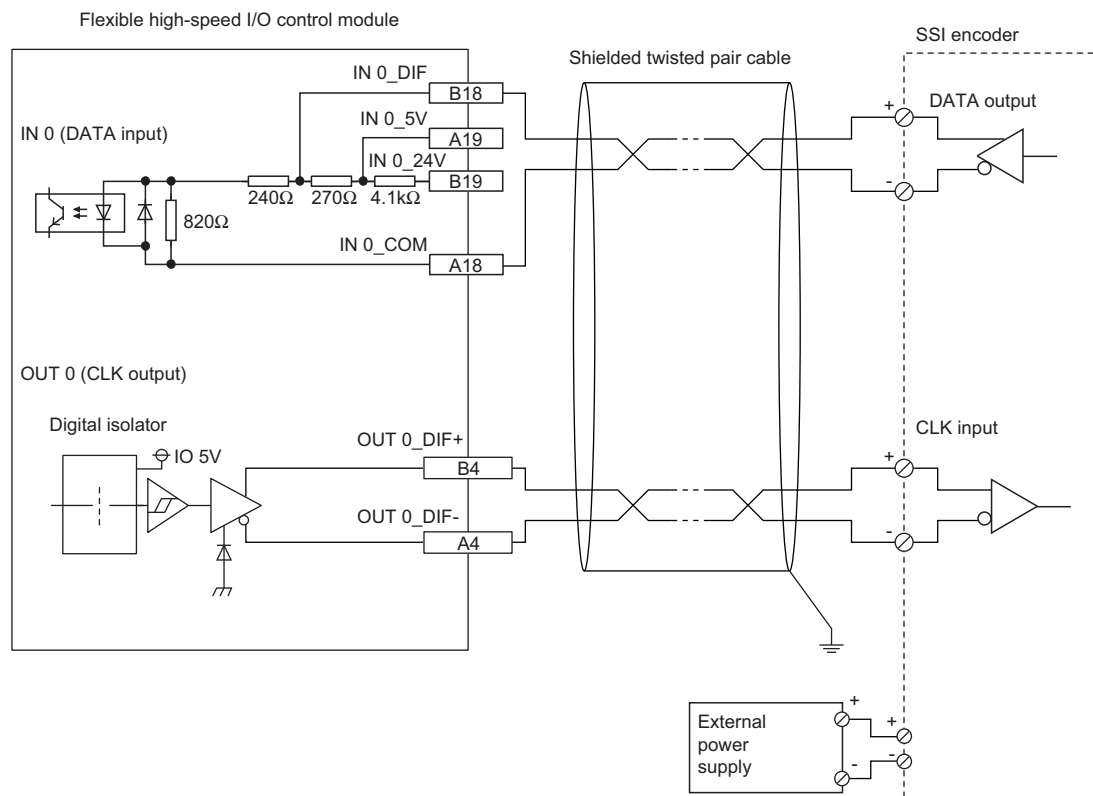 Flexible high-speed I/O control module
SSI encoder
Shielded twisted pair cable
IN 0_DIF
B18
+
DATA output
IN 0 (DATA input)
IN 0_5V
A19
IN 0_24V
B19
240Ω
270Ω
4.1kΩ
-
820Ω
IN 0_COM
A18
OUT 0 (CLK output)
Digital isolator
IO 5V
OUT 0_DIF+
B4
CLK input
+
OUT 0_DIF-
A4
-
External
power
supply
+
+
-
-